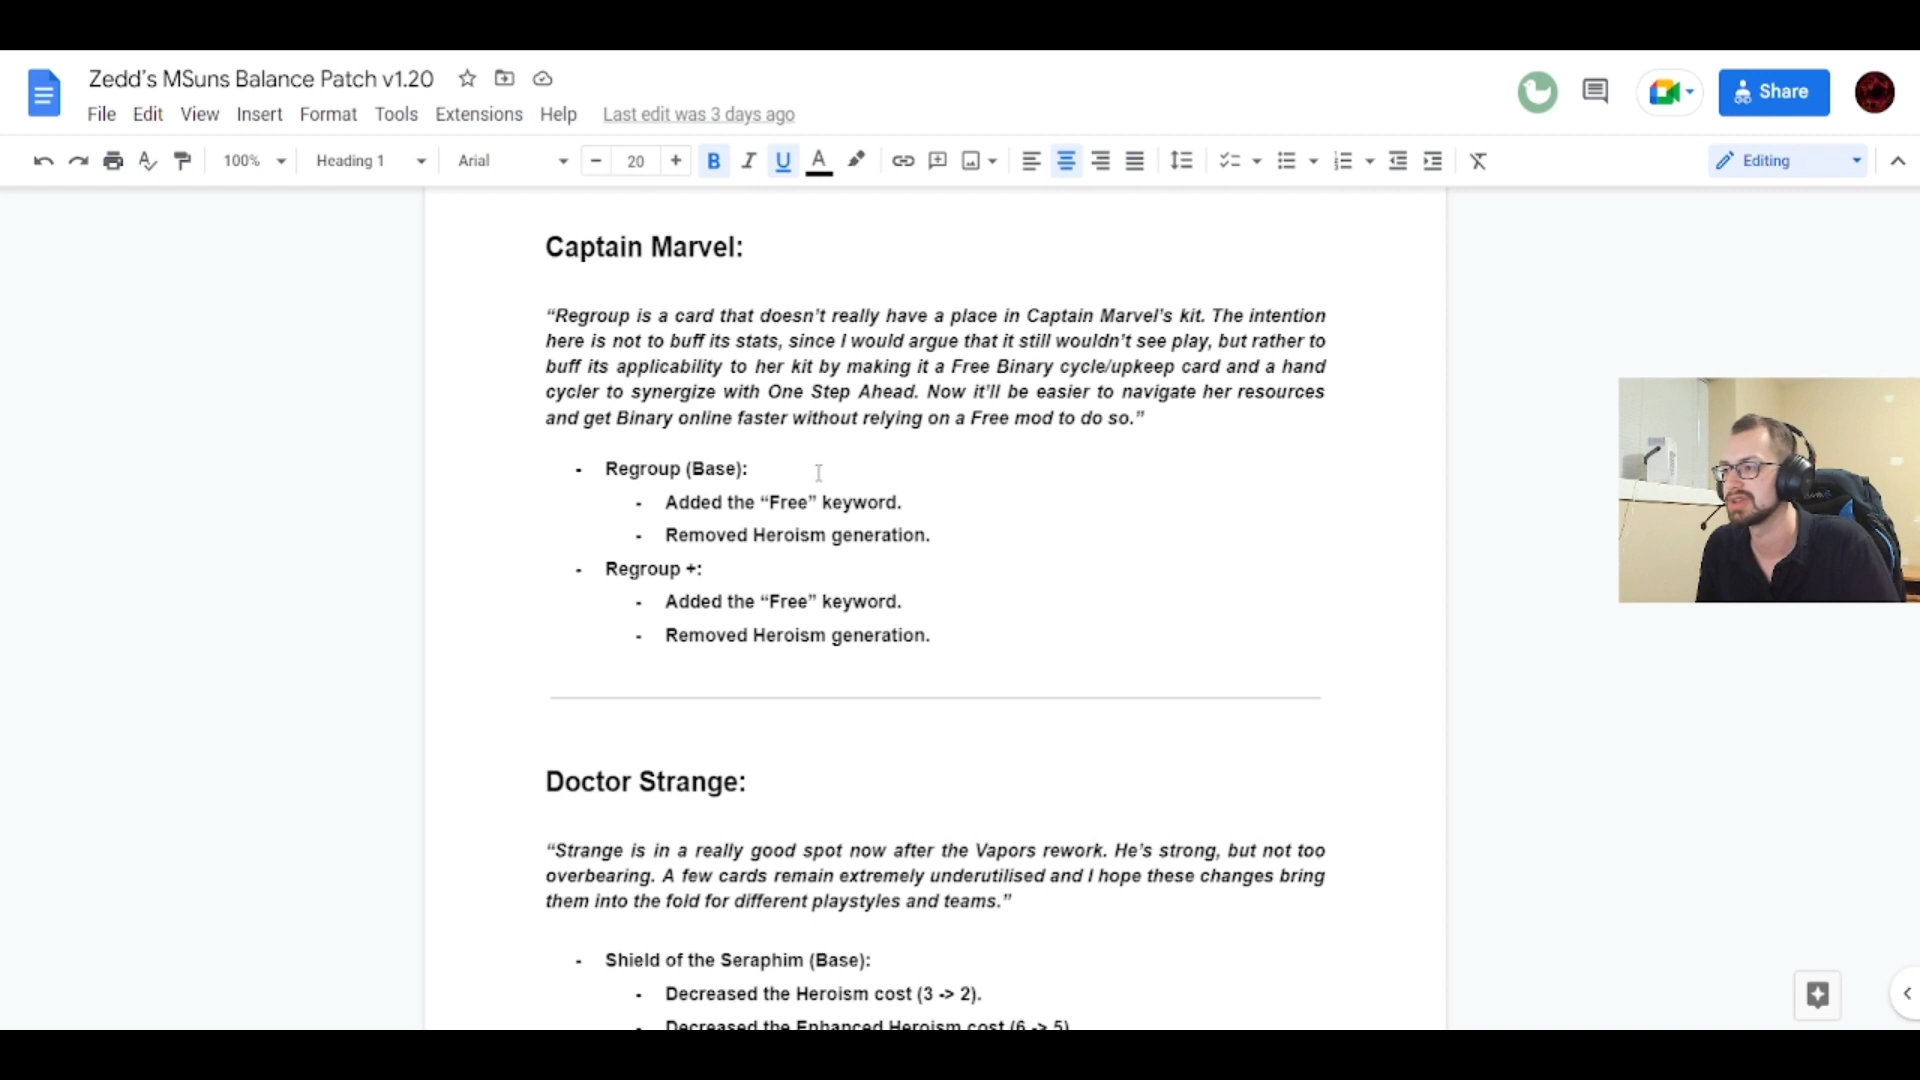 Zedd's MSuns Balance Patch v1.20
File Edit View Insert Format Tools Extensions Help Last edit was 3 days ago
Share
100% Heading 1 Arial 20 B I U A Editing
Captain Marvel:
“Regroup is a card that doesn’t really have a place in Captain Marvel’s kit. The intention
here is not to buff its stats, since I would argue that it still wouldn’t see play, but rather to
buff its applicability to her kit by making it a Free Binary cycle/upkeep card and a hand
cycler to synergize with One Step Ahead. Now it’ll be easier to navigate her resources
and get Binary online faster without relying on a Free mod to do so.”
- Regroup (Base):
- Added the “Free” keyword.
- Removed Heroism generation.
- Regroup +:
- Added the “Free” keyword.
- Removed Heroism generation.
Doctor Strange:
“Strange is in a really good spot now after the Vapors rework. He’s strong, but not too
overbearing. A few cards remain extremely underutilised and I hope these changes bring
them into the fold for different playstyles and teams.”
- Shield of the Seraphim (Base):
- Decreased the Heroism cost (3 -> 2).
- Decreased the Enhanced Heroism cost (6 -> 5)